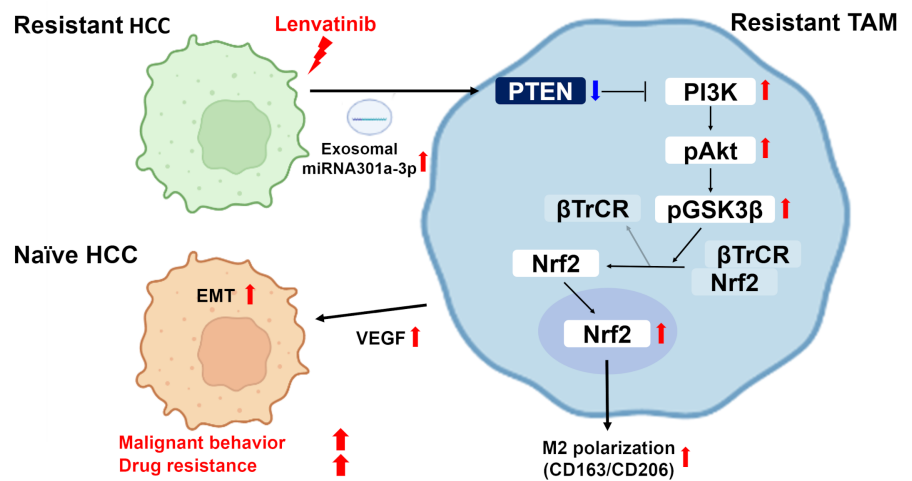 Resistant HCC
Lenvatinib
Resistant TAM
PTEN
PI3K
Exosomal
miRNA301a-3p
pAkt
βTrCR
pGSK3β
Naïve HCC
βTrCR
Nrf2
Nrf2
EMT
Nrf2
VEGF
Malignant behavior
Drug resistance
M2 polarization
(CD163/CD206)